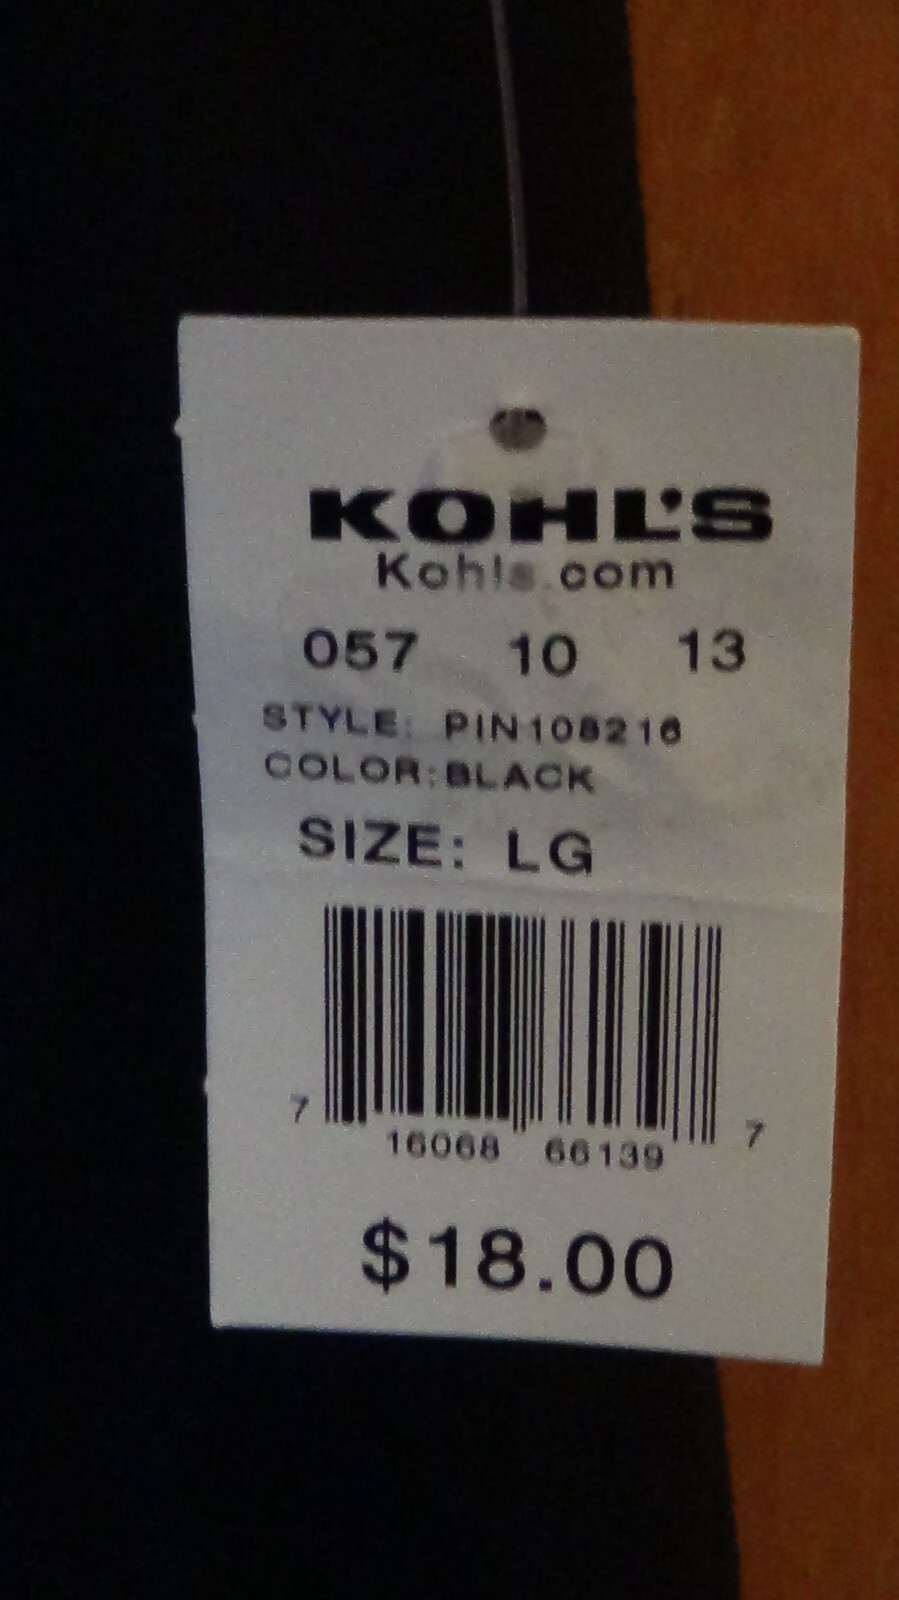 KOHL'S
Kohls.com
057 10 13
STYLE: PIN108216
COLOR:BLACK
SIZE: LG
7 16068 66139 7
$18.00